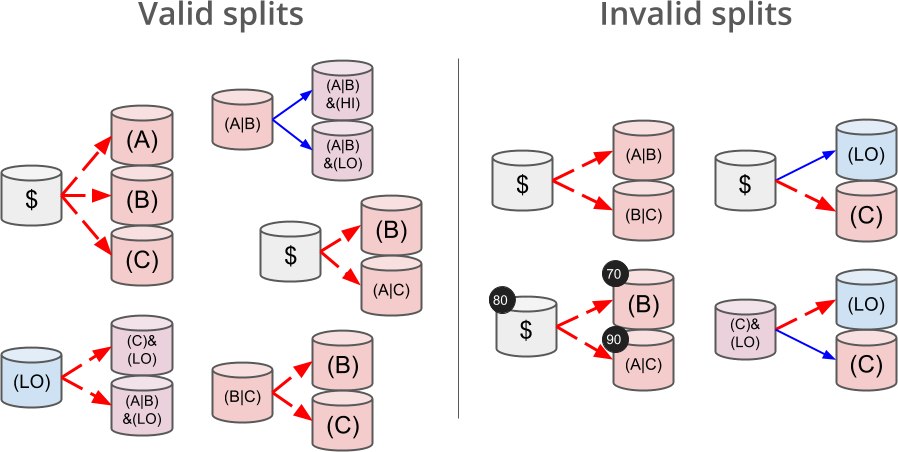 Valid splits
Invalid splits
$
(A)
(B)
(C)
(A|B)
(A|B)
&(HI)
(A|B)
&(LO)
$
(B)
(A|C)
(LO)
(C)&
(LO)
(A|B)
&(LO)
(B|C)
(B)
(C)
$
(A|B)
(B|C)
$
(LO)
(C)
80
$
70
(B)
90
(A|C)
(C)&
(LO)
(LO)
(C)